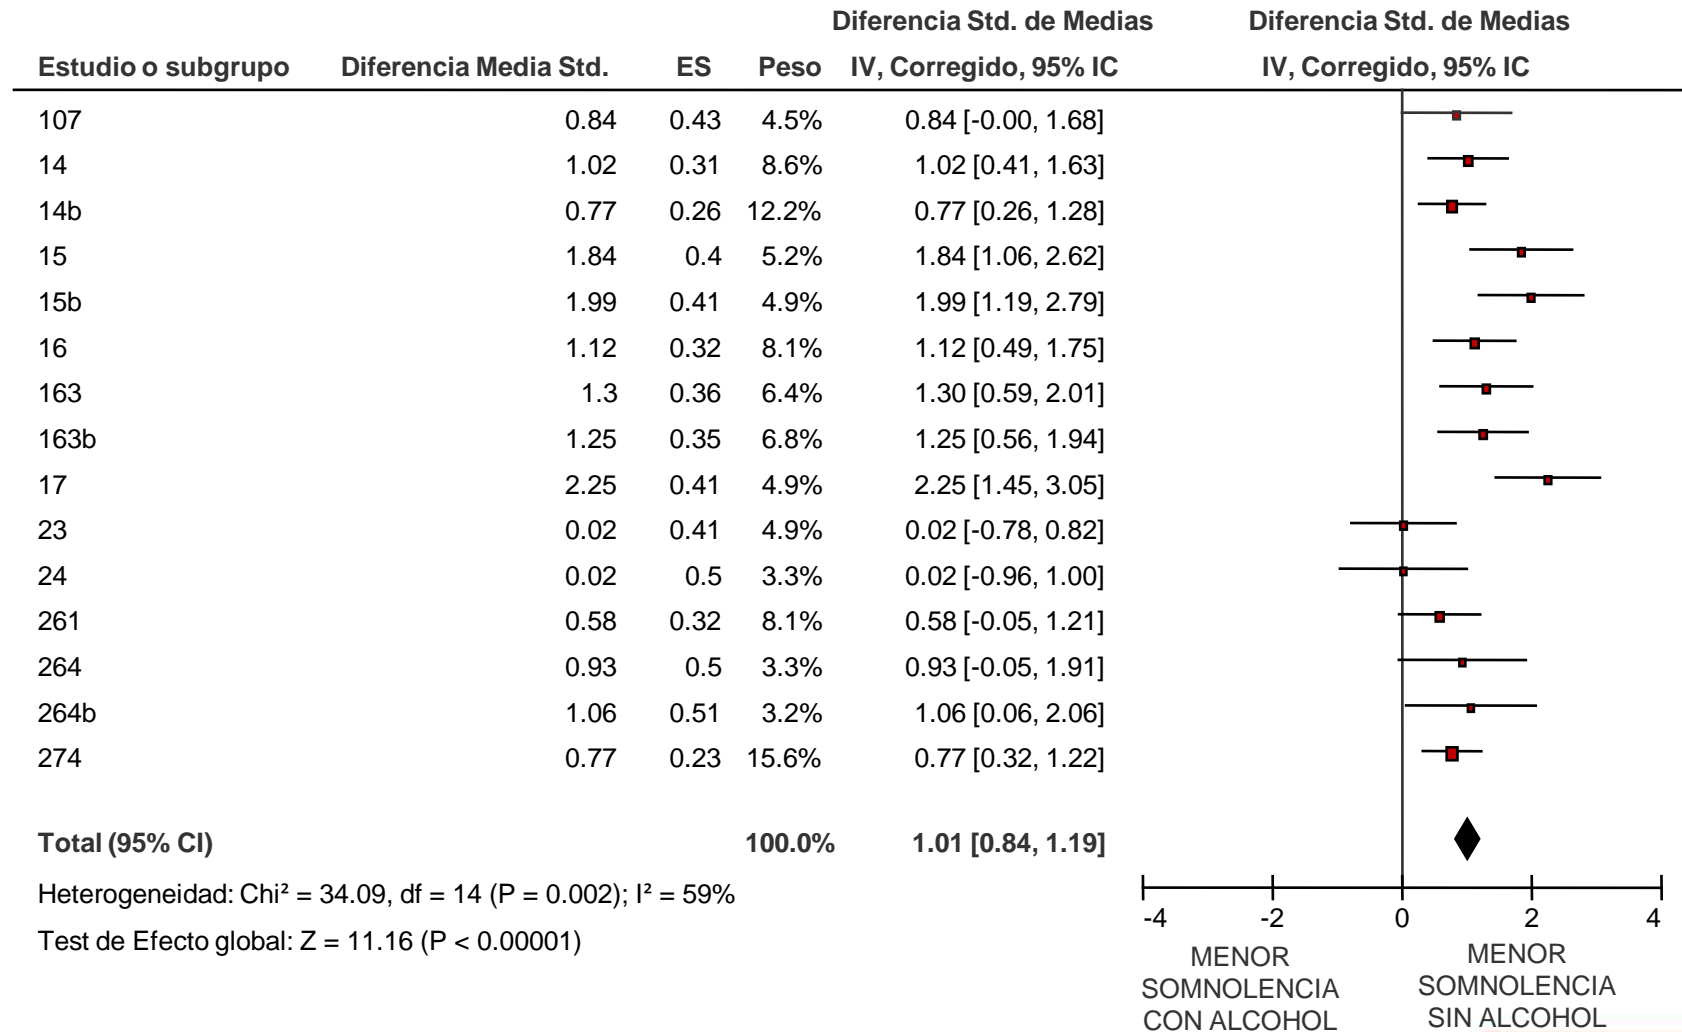 Diferencia Std. de Medias Diferencia Std. de Medias
Estudio o subgrupo Diferencia Media Std. ES Peso IV, Corregido, 95% IC IV, Corregido, 95% IC
107 0.84 0.43 4.5% 0.84 [-0.00, 1.68]
14 1.02 0.31 8.6% 1.02 [0.41, 1.63]
14b 0.77 0.26 12.2% 0.77 [0.26, 1.28]
15 1.84 0.4 5.2% 1.84 [1.06, 2.62]
15b 1.99 0.41 4.9% 1.99 [1.19, 2.79]
16 1.12 0.32 8.1% 1.12 [0.49, 1.75]
163 1.3 0.36 6.4% 1.30 [0.59, 2.01]
163b 1.25 0.35 6.8% 1.25 [0.56, 1.94]
17 2.25 0.41 4.9% 2.25 [1.45, 3.05]
23 0.02 0.41 4.9% 0.02 [-0.78, 0.82]
24 0.02 0.5 3.3% 0.02 [-0.96, 1.00]
261 0.58 0.32 8.1% 0.58 [-0.05, 1.21]
264 0.93 0.5 3.3% 0.93 [-0.05, 1.91]
264b 1.06 0.51 3.2% 1.06 [0.06, 2.06]
274 0.77 0.23 15.6% 0.77 [0.32, 1.22]
Total (95% CI) 100.0% 1.01 [0.84, 1.19]
Heterogeneidad: Chi² = 34.09, df = 14 (P = 0.002); I² = 59%
Test de Efecto global: Z = 11.16 (P < 0.00001)
-4 -2 0 2 4
MENOR
SOMNOLENCIA
CON ALCOHOL
MENOR
SOMNOLENCIA
SIN ALCOHOL